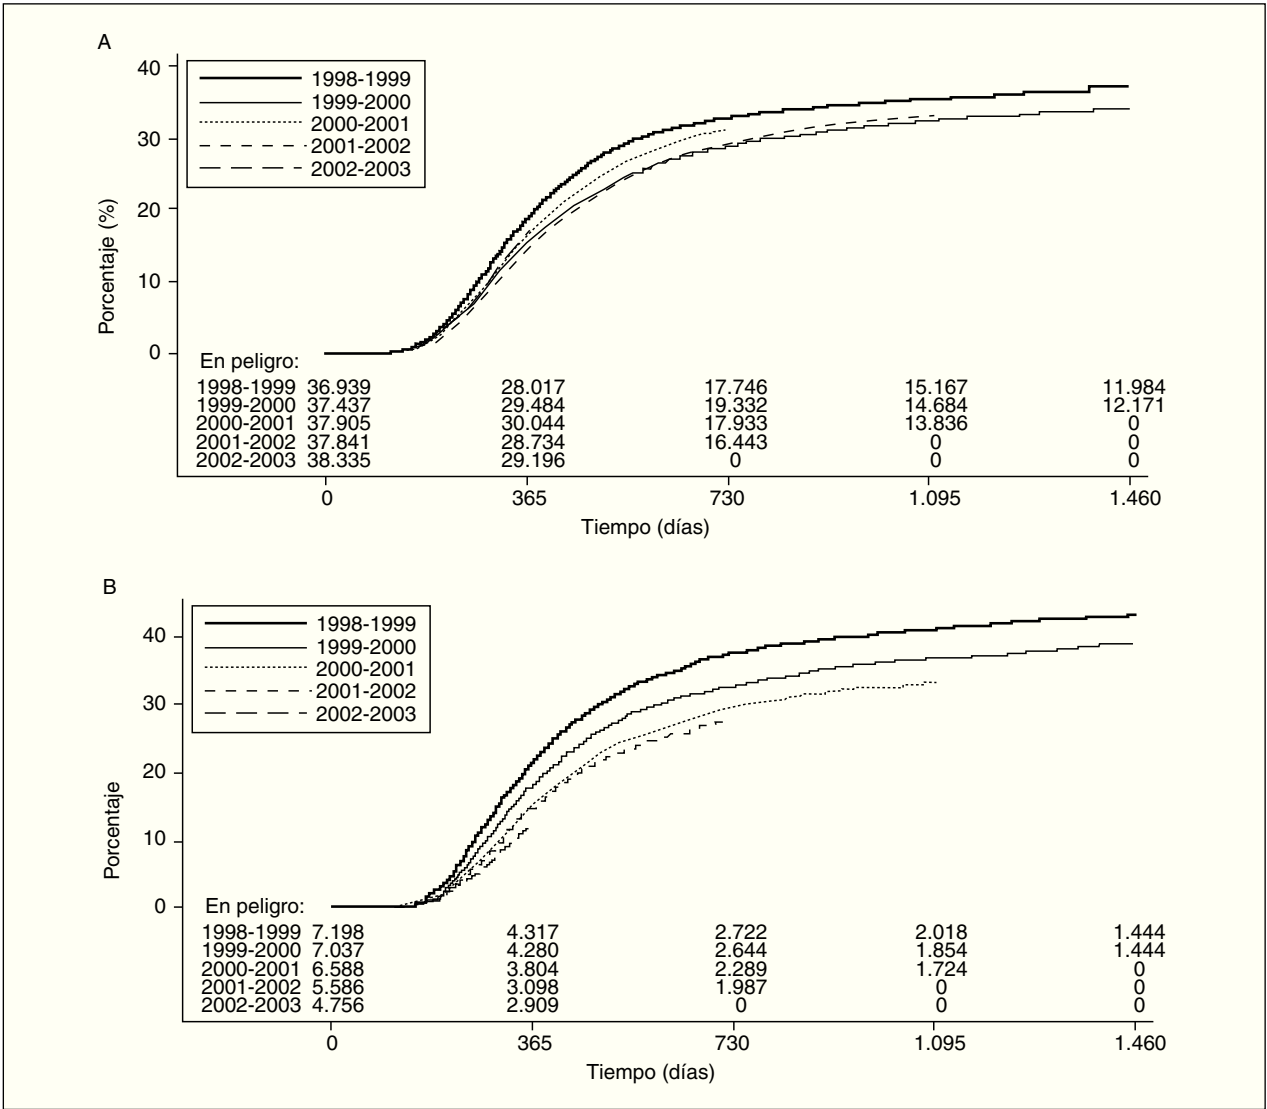 A
40
30
20
10
0
Porcentaje (%)
1998-1999
1999-2000
2000-2001
2001-2002
2002-2003
En peligro:
1998-1999 36.939 28.017 17.746 15.167 11.984
1999-2000 37.437 29.484 19.332 14.684 12.171
2000-2001 37.905 30.044 17.933 13.836 0
2001-2002 37.841 28.734 16.443 0 0
2002-2003 38.335 29.196 0 0 0
0 365 730 1.095 1.460
Tiempo (días)
B
40
30
20
10
0
Porcentaje
1998-1999
1999-2000
2000-2001
2001-2002
2002-2003
En peligro:
1998-1999 7.198 4.317 2.722 2.018 1.444
1999-2000 7.037 4.280 2.644 1.854 1.444
2000-2001 6.588 3.804 2.289 1.724 0
2001-2002 5.586 3.098 1.987 0 0
2002-2003 4.756 2.909 0 0 0
0 365 730 1.095 1.460
Tiempo (días)